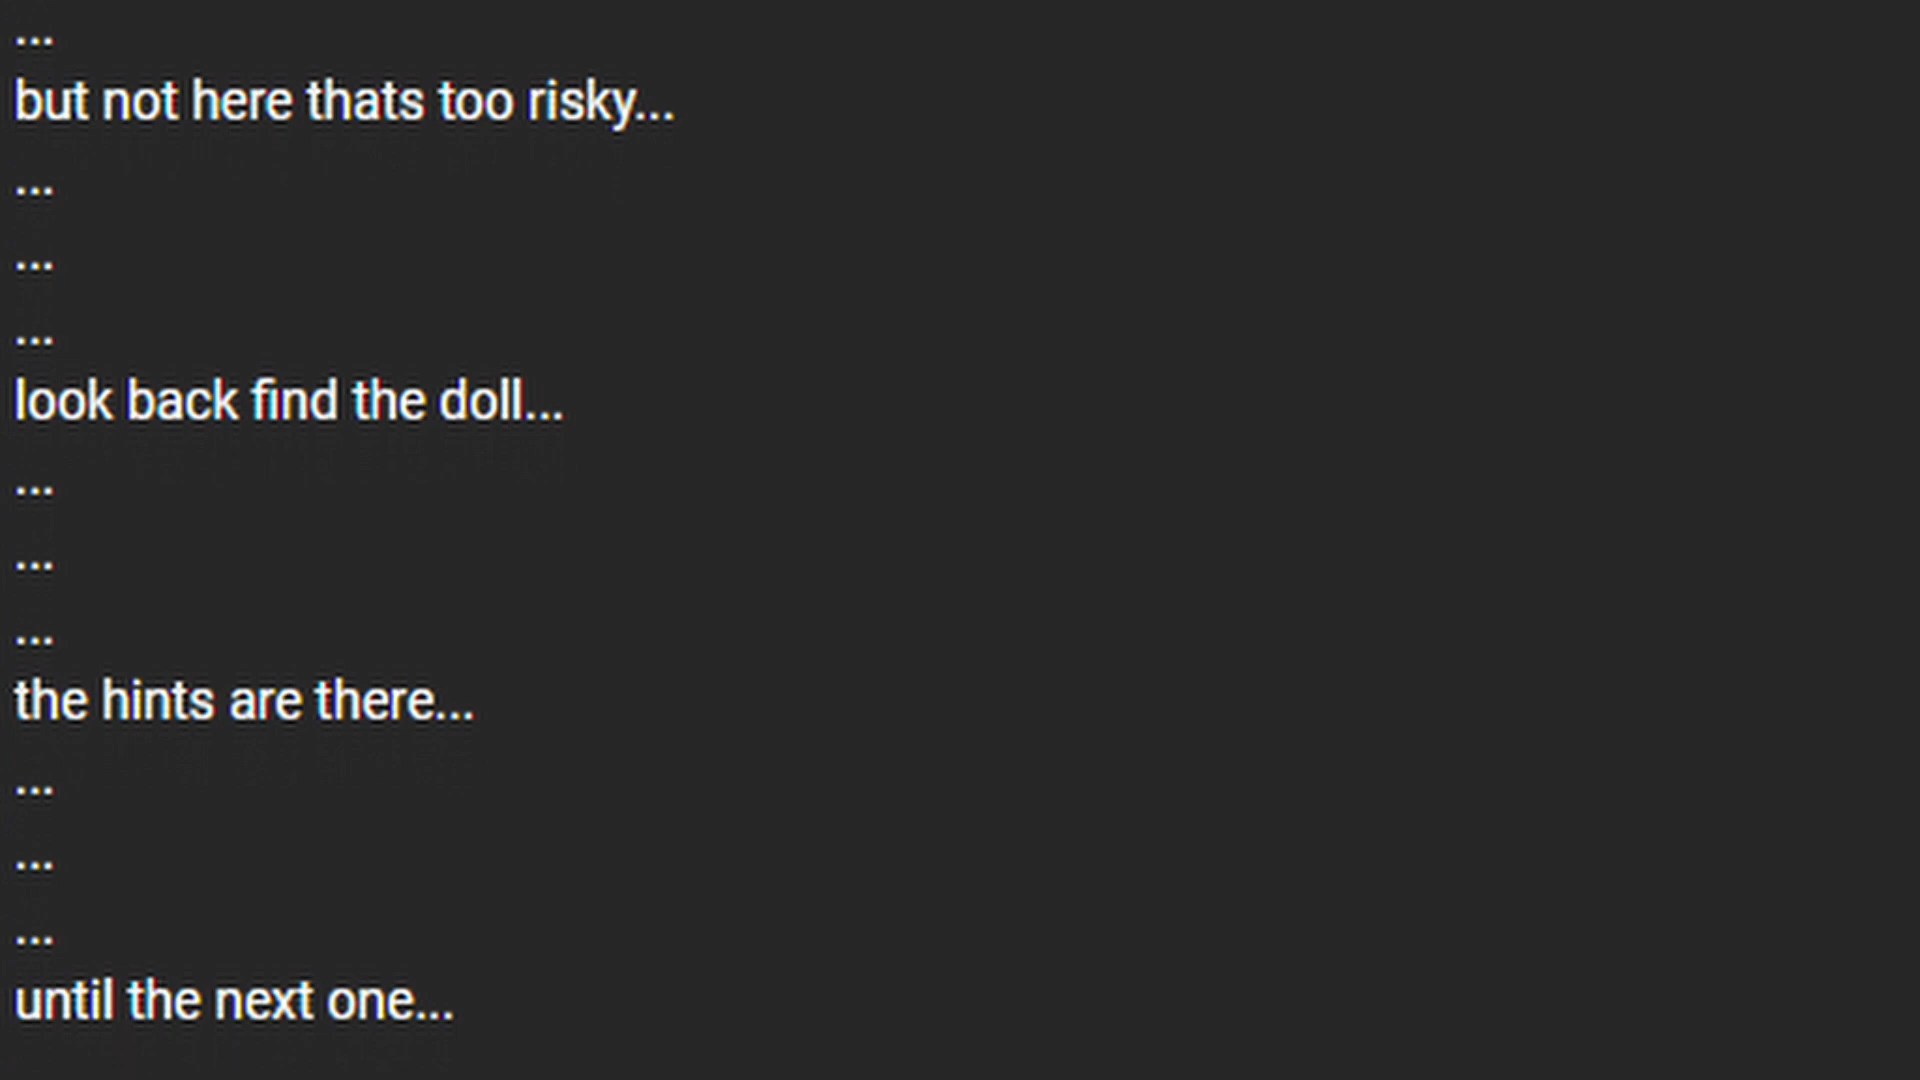 ...
but not here thats too risky...
...
...
...
look back find the doll...
...
...
...
the hints are there...
...
...
...
until the next one...